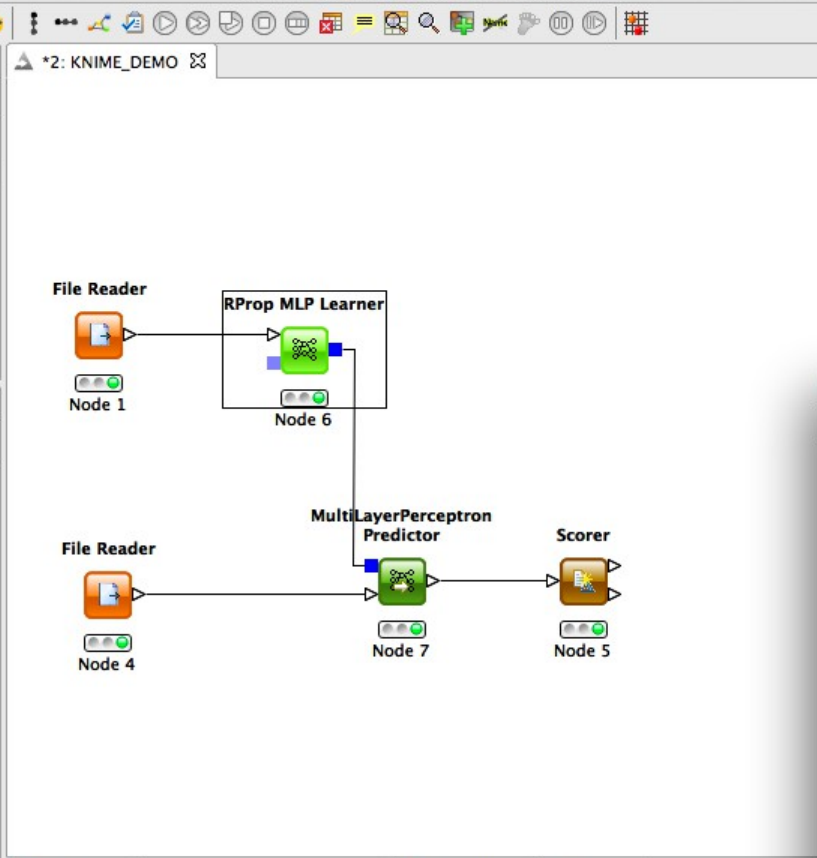 *2: KNIME_DEMO
File Reader
Node 1
RProp MLP Learner
Node 6
MultiLayerPerceptron
Predictor
Node 7
Scorer
Node 5
File Reader
Node 4